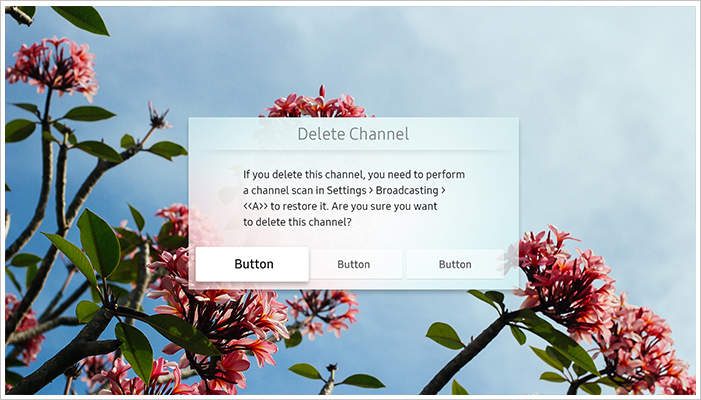 Delete Channel
If you delete this channel, you need to perform
a channel scan in Settings > Broadcasting >
<<A>> to restore it. Are you sure you want
to delete this channel?
Button Button Button